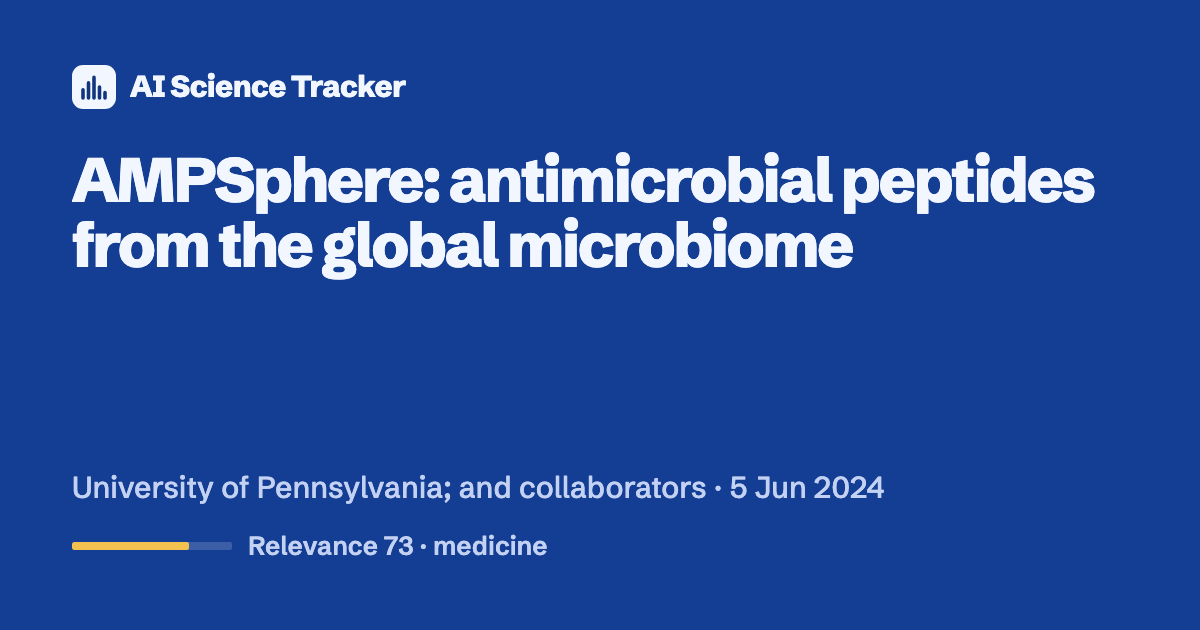 AI Science Tracker
AMPSphere: antimicrobial peptides
from the global microbiome
University of Pennsylvania; and collaborators · 5 Jun 2024
Relevance 73 · medicine